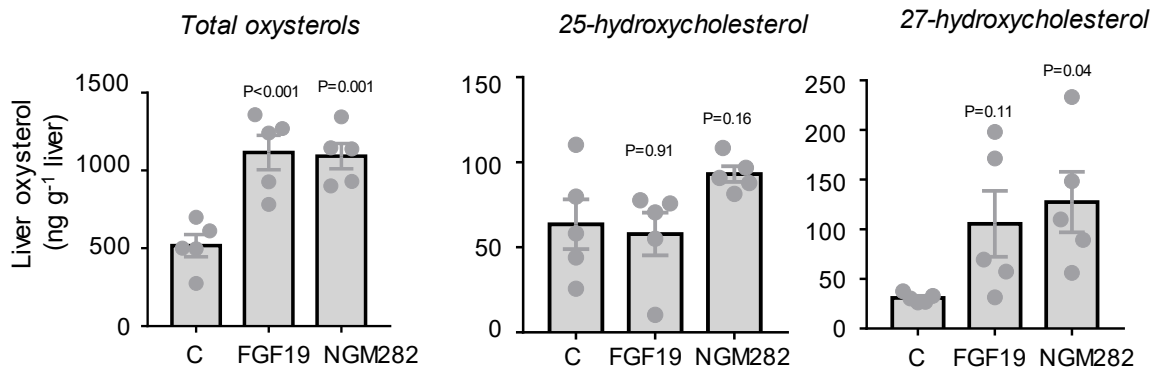 Total oxysterols
25-hydroxycholesterol
27-hydroxycholesterol
Liver oxysterol
(ng g⁻¹ liver)
1500
1000
500
0
P<0.001
P=0.001
C
FGF19
NGM282
150
100
50
0
P=0.91
P=0.16
C
FGF19
NGM282
250
200
150
100
50
0
P=0.11
P=0.04
C
FGF19
NGM282